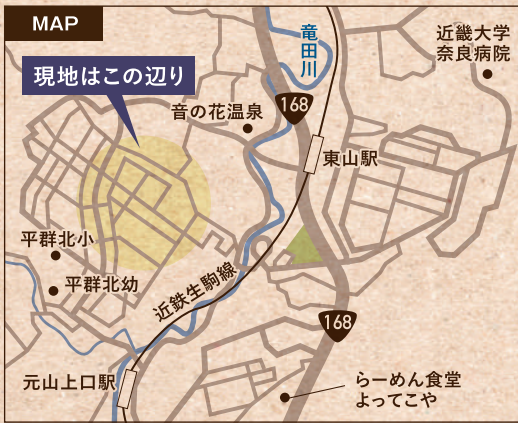 MAP
現地はこの辺り
竜田川
近畿大学
奈良病院
168
音の花温泉
東山駅
平群北小
平群北幼
近鉄生駒線
168
元山上口駅
らーめん食堂
よってこや